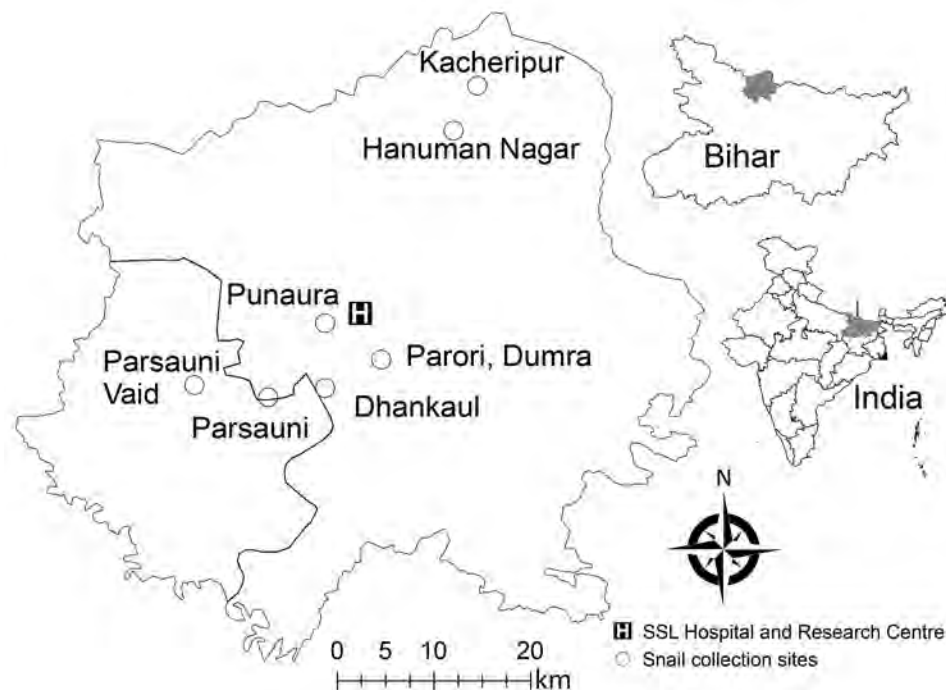 Kacheripur
Hanuman Nagar
Bihar
Punaura
H
Parsauni
Vaid
Parori, Dumra
Dhankaul
Parsauni
India
N
H SSL Hospital and Research Centre
Snail collection sites
0 5 10 20
km